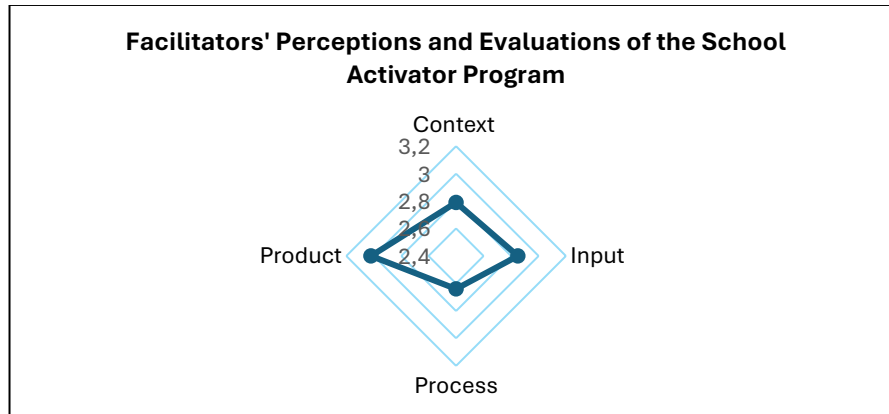 Facilitators' Perceptions and Evaluations of the School
Activator Program
Context
3,2
3
2,8
2,6
Product
2,4
Input
Process